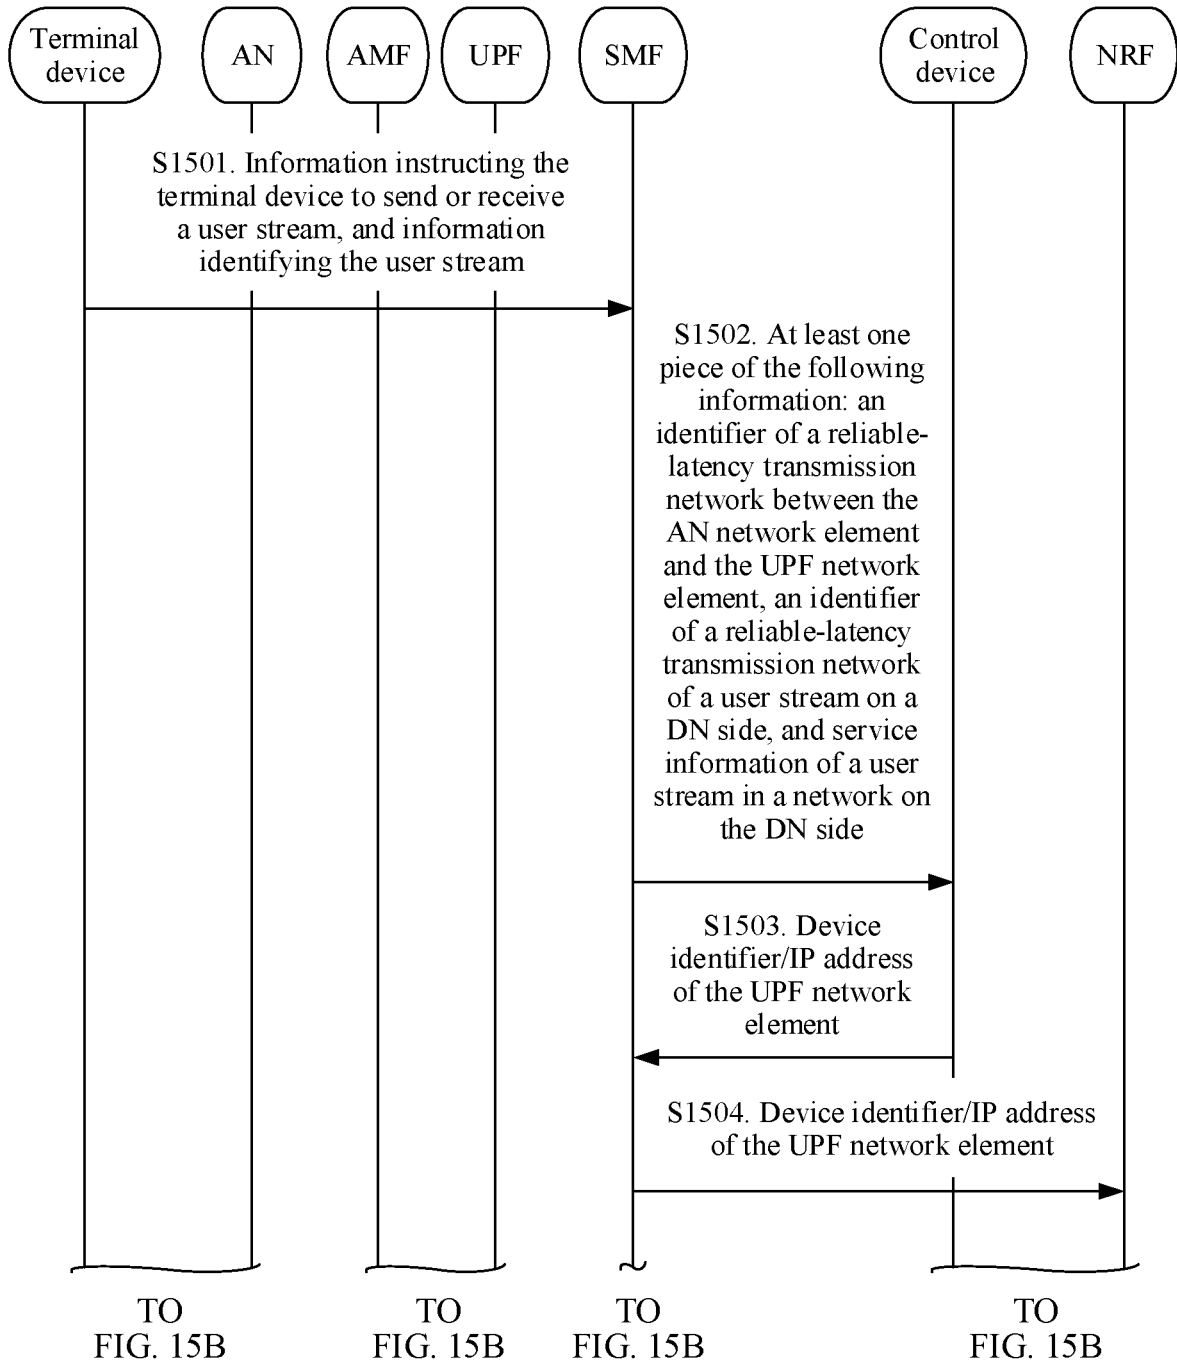 Terminal
device
AN
AMF
UPF
SMF
Control
device
NRF
S1501. Information instructing the
terminal device to send or receive
a user stream, and information
identifying the user stream
S1502. At least one
piece of the following
information: an
identifier of a reliable-
latency transmission
network between the
AN network element
and the UPF network
element, an identifier
of a reliable-latency
transmission network
of a user stream on a
DN side, and service
information of a user
stream in a network on
the DN side
S1503. Device
identifier/IP address
of the UPF network
element
S1504. Device identifier/IP address
of the UPF network element
TO
FIG. 15B
TO
FIG. 15B
TO
FIG. 15B
TO
FIG. 15B